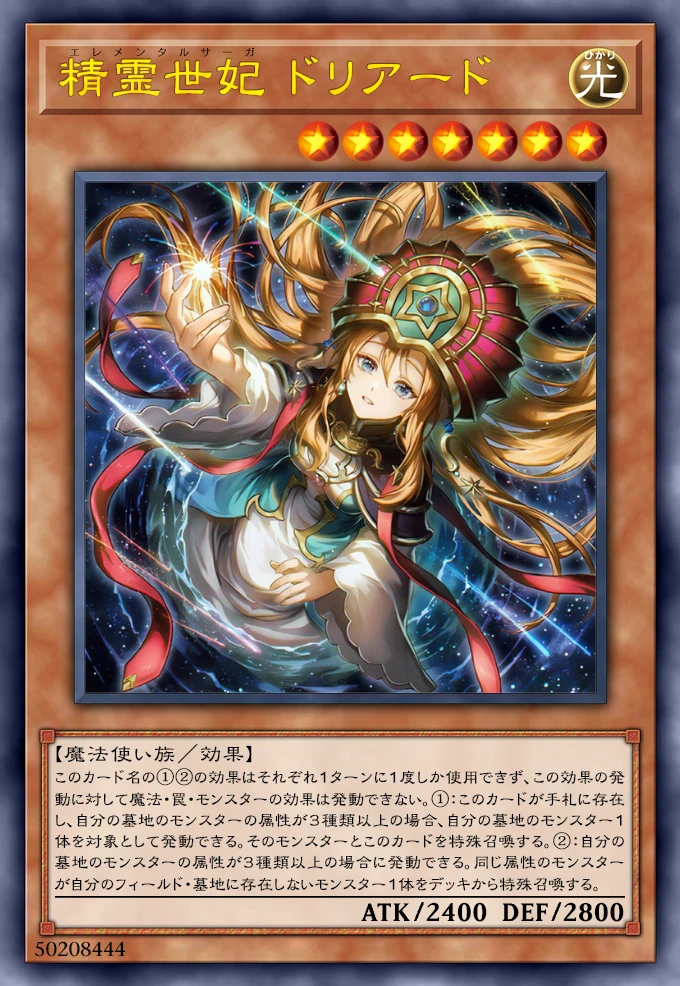 エレメンタルサーガ
精霊世妃 ドリアード
ひかり
光
【魔法使い族／効果】
このカード名の①②の効果はそれぞれ1ターンに1度しか使用できず、この効果の発
動に対して魔法・罠・モンスターの効果は発動できない。①：このカードが手札に存在
し、自分の墓地のモンスターの属性が3種類以上の場合、自分の墓地のモンスター1
体を対象として発動できる。そのモンスターとこのカードを特殊召喚する。②：自分の
墓地のモンスターの属性が3種類以上の場合に発動できる。同じ属性のモンスター
が自分のフィールド・墓地に存在しないモンスター1体をデッキから特殊召喚する。
ATK/2400 DEF/2800
50208444